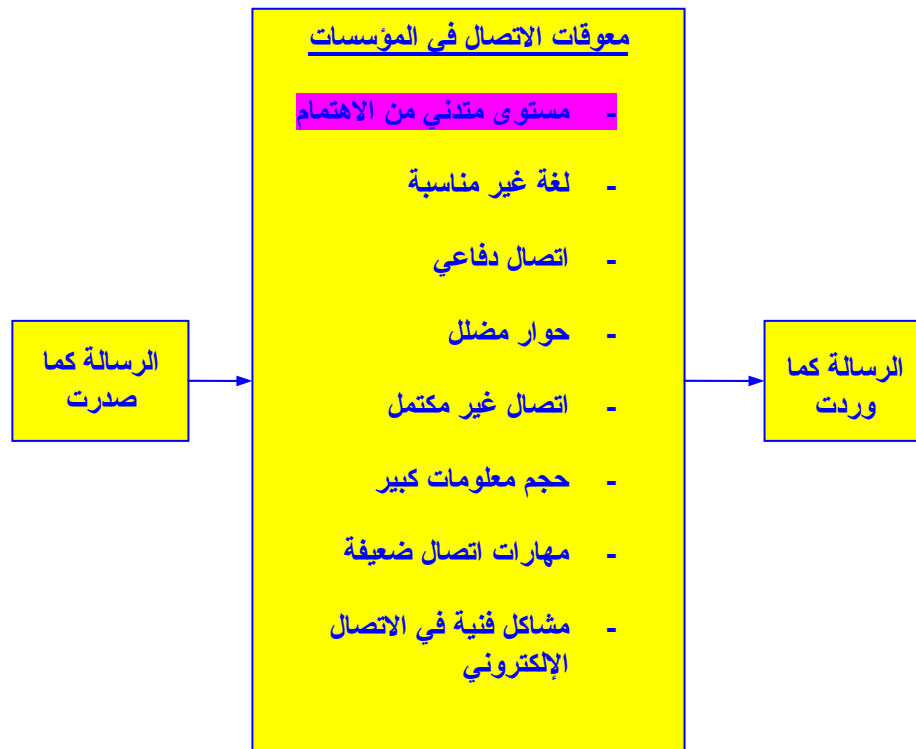 معوقات الاتصال في المؤسسات
- مستوى متدني من الاهتمام
- لغة غير مناسبة
- اتصال دفاعي
- حوار مضلل
- اتصال غير مكتمل
- حجم معلومات كبير
- مهارات اتصال ضعيفة
- مشاكل فنية في الاتصال
الإلكتروني
الرسالة كما
وردت
الرسالة كما
صدرت